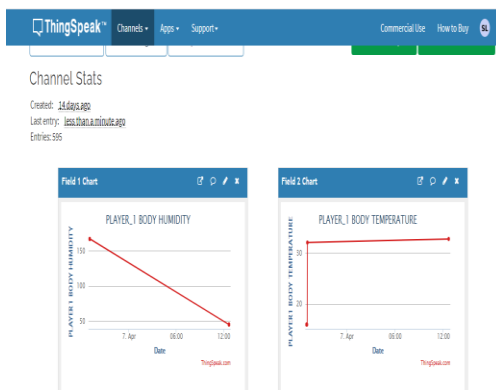 ThingSpeak™ Channels Apps Support Commercial Use How to Buy SL
Channel Stats
Created: 14 days ago
Last entry: less than a minute ago
Entries: 595
Field 1 Chart
PLAYER_1 BODY HUMIDITY
PLAYER 1 BODY HUMIDITY
150
100
50
7. Apr 06:00 12:00
Date
ThingSpeak.com
Field 2 Chart
PLAYER_1 BODY TEMPERATURE
PLAYER1 BODY TEMPERATURE
30
20
7. Apr 06:00 12:00
Date
ThingSpeak.com